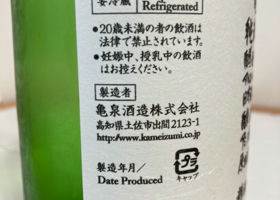 要冷蔵
Refrigerated
●20歳未満の者の飲酒は
法律で禁止されています。
●妊娠中、授乳中の飲酒
はお控えください。
製造者
亀泉酒造株式会社
高知県土佐市出間2123-1
http://www.kameizumi.co.jp
製造年月／
Date Produced
プラ
キャップ